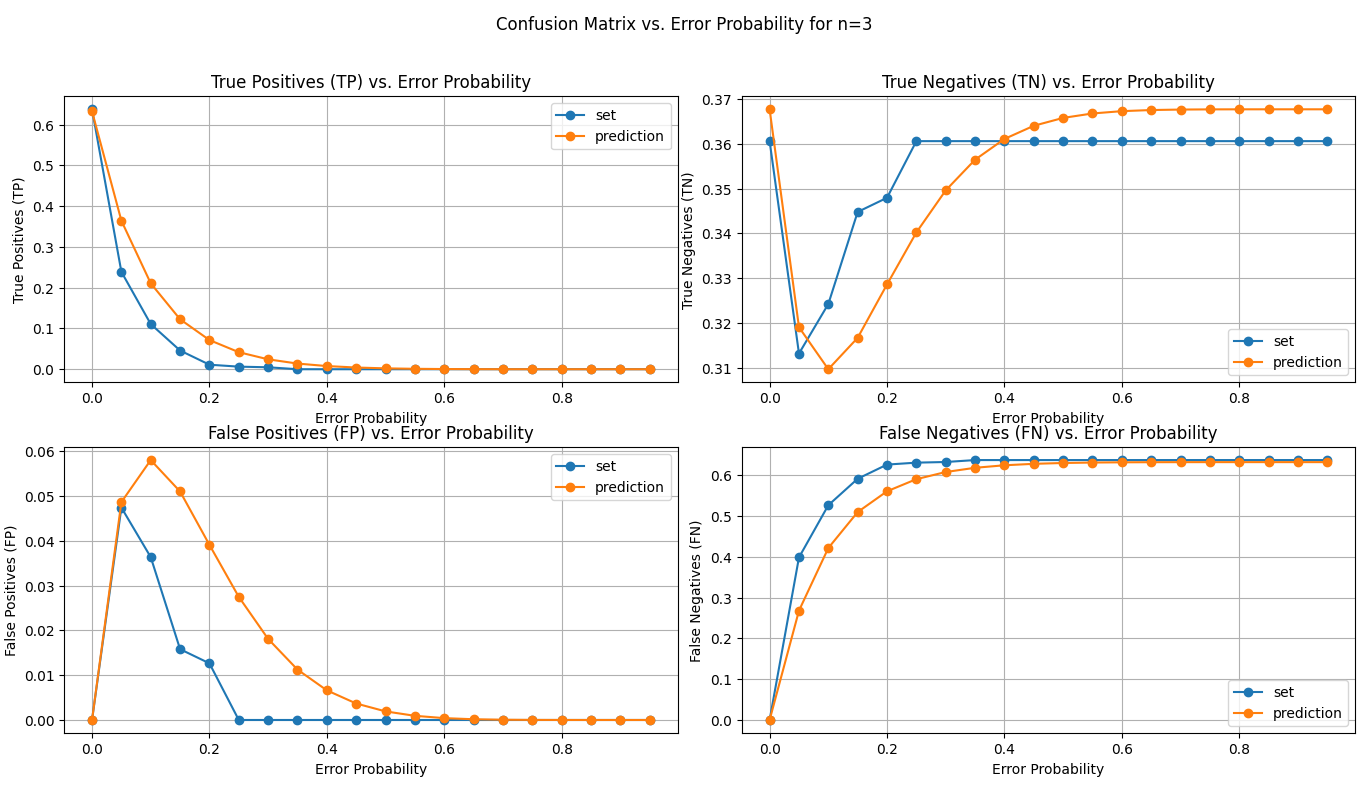 Confusion Matrix vs. Error Probability for n=3
True Positives (TP) vs. Error Probability
True Positives (TP)
0.6
0.5
0.4
0.3
0.2
0.1
0.0
set
prediction
0.0 0.2 0.4 0.6 0.8
Error Probability
True Negatives (TN) vs. Error Probability
True Negatives (TN)
0.37
0.36
0.35
0.34
0.33
0.32
0.31
set
prediction
0.0 0.2 0.4 0.6 0.8
Error Probability
False Positives (FP) vs. Error Probability
False Positives (FP)
0.06
0.05
0.04
0.03
0.02
0.01
0.00
set
prediction
0.0 0.2 0.4 0.6 0.8
Error Probability
False Negatives (FN) vs. Error Probability
False Negatives (FN)
0.6
0.5
0.4
0.3
0.2
0.1
0.0
set
prediction
0.0 0.2 0.4 0.6 0.8
Error Probability